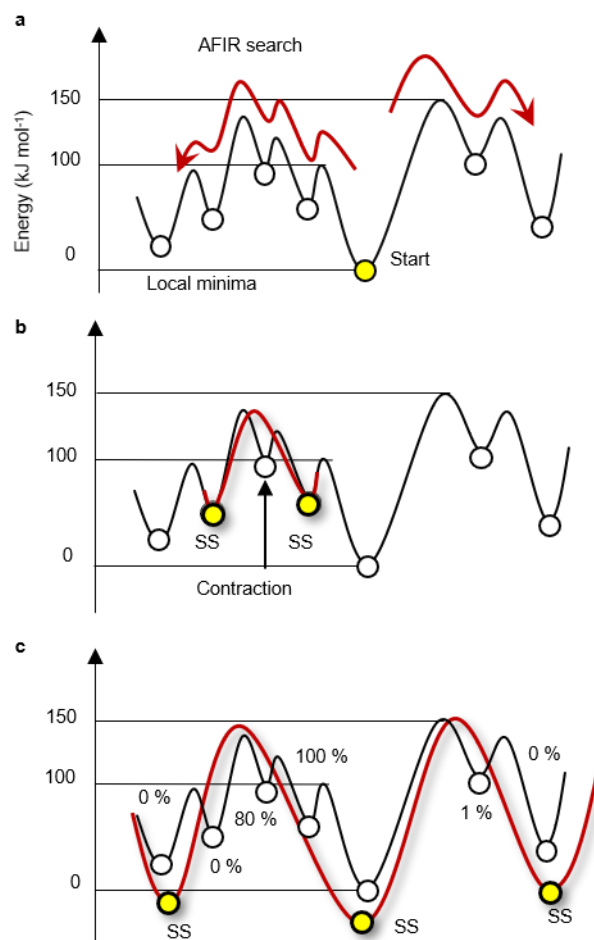 a
AFIR search
150
100
0
Energy (kJ mol⁻¹)
Start
Local minima
b
150
100
0
SS
SS
Contraction
c
150
100
0
0 %
0 %
80 %
100 %
1 %
0 %
SS
SS
SS